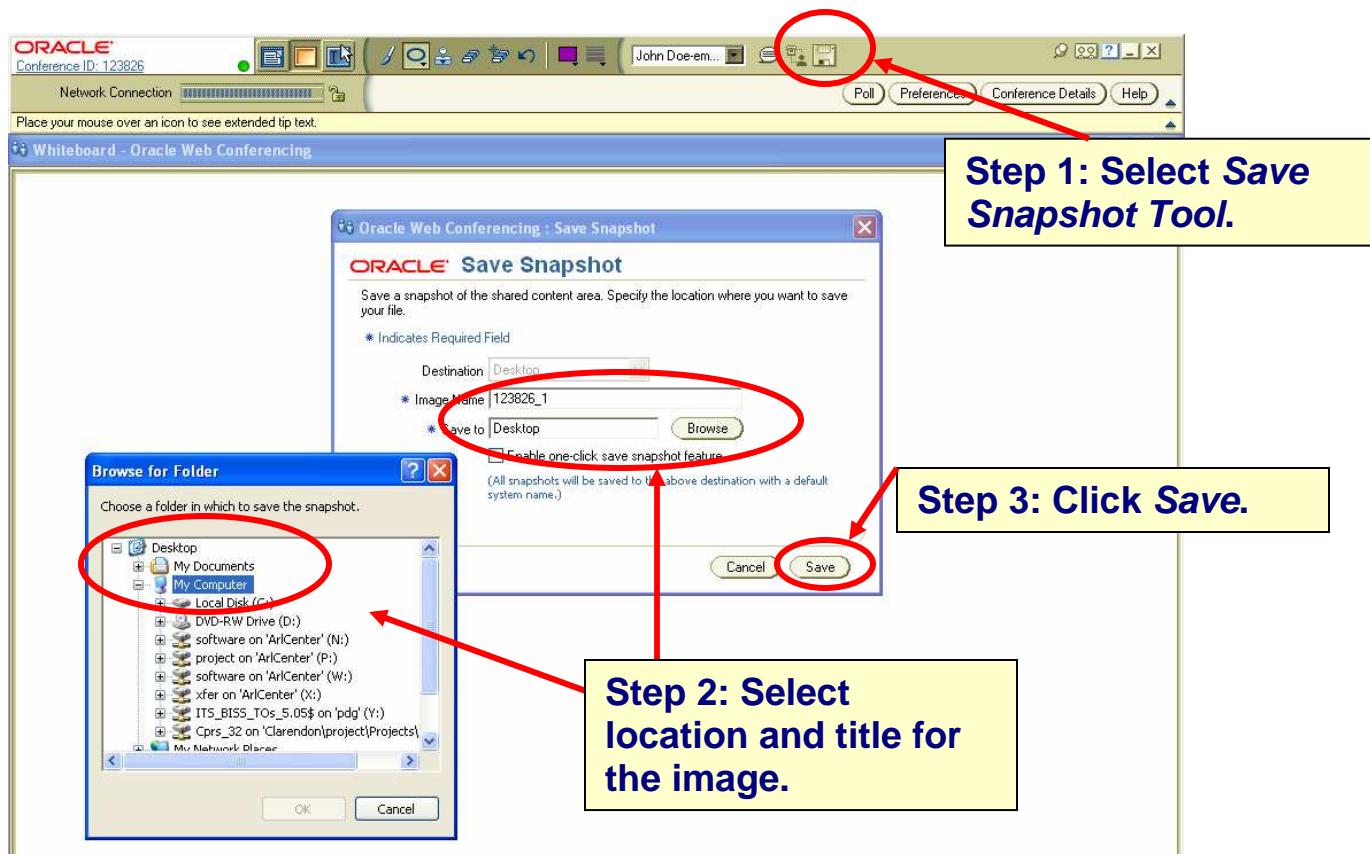 ORACLE
Conference ID: 123826
John Doe-em...
Network Connection
Poll
Preferences
Conference Details
Help
Place your mouse over an icon to see extended tip text.
Whiteboard - Oracle Web Conferencing
Step 1: Select Save
Snapshot Tool.
Oracle Web Conferencing : Save Snapshot
ORACLE Save Snapshot
Save a snapshot of the shared content area. Specify the location where you want to save
your file.
* Indicates Required Field
Destination Desktop
* Image Name 123826_1
* Save to Desktop Browse
Enable one-click save snapshot feature
(All snapshots will be saved to the above destination with a default
system name.)
Cancel Save
Step 3: Click Save.
Browse for Folder
Choose a folder in which to save the snapshot.
Desktop
My Documents
My Computer
Local Disk (C:)
DVD-RW Drive (D:)
software on 'ArlCenter' (N:)
project on 'ArlCenter' (P:)
software on 'ArlCenter' (W:)
xfer on 'ArlCenter' (X:)
ITS_BISS_TOs_5.05$ on 'pdg' (Y:)
Cprs_32 on 'Clarendon\project\Projects\
My Network Places
OK Cancel
Step 2: Select
location and title for
the image.